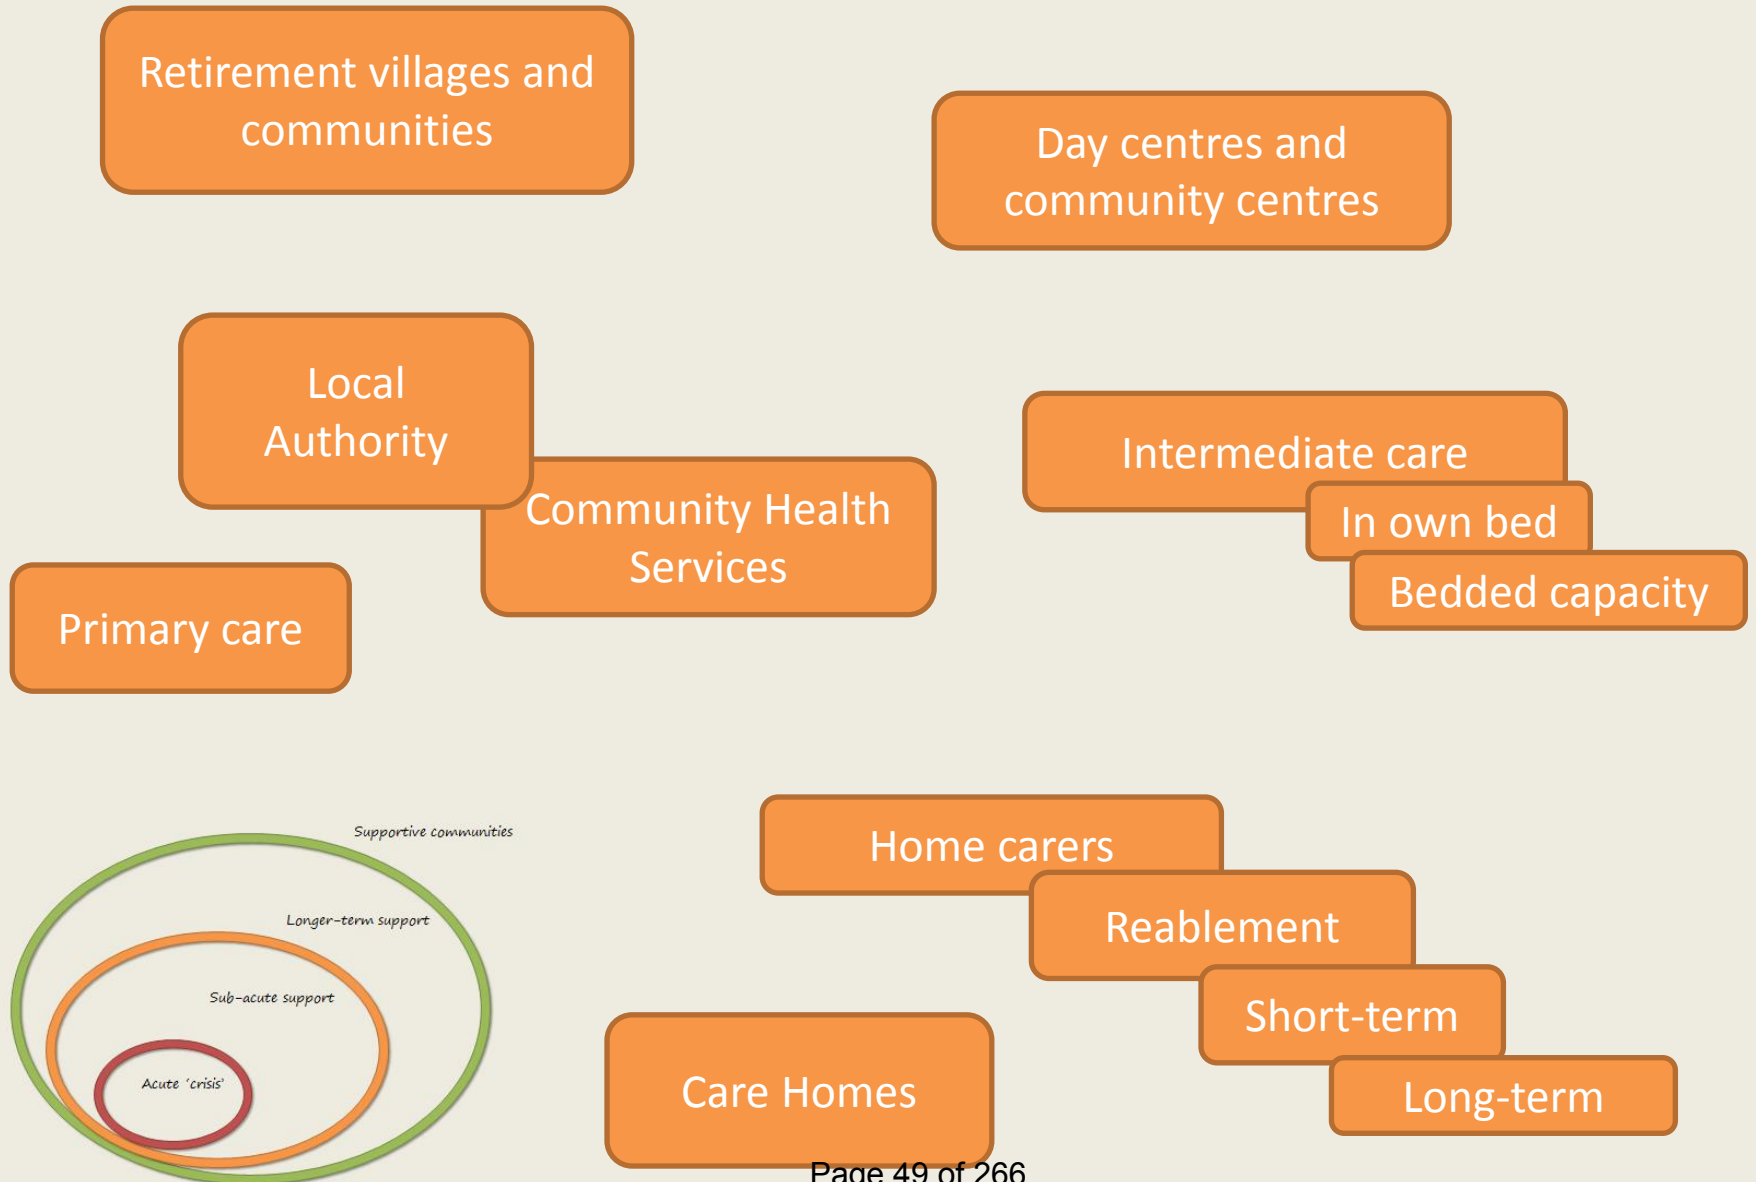 Retirement villages and
communities
Day centres and
community centres
Local
Authority
Intermediate care
Community Health
Services
In own bed
Bedded capacity
Primary care
Supportive communities
Home carers
Longer-term support
Reablement
Sub-acute support
Short-term
Acute 'crisis'
Care Homes
Long-term
Page 49 of 266